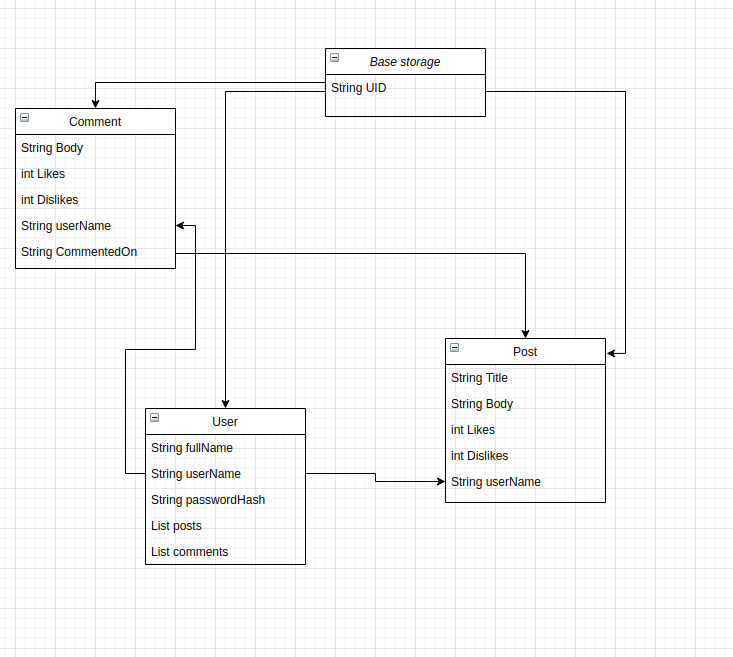 Base storage
String UID
Comment
String Body
int Likes
int Dislikes
String userName
String CommentedOn
Post
String Title
String Body
int Likes
int Dislikes
String userName
User
String fullName
String userName
String passwordHash
List posts
List comments